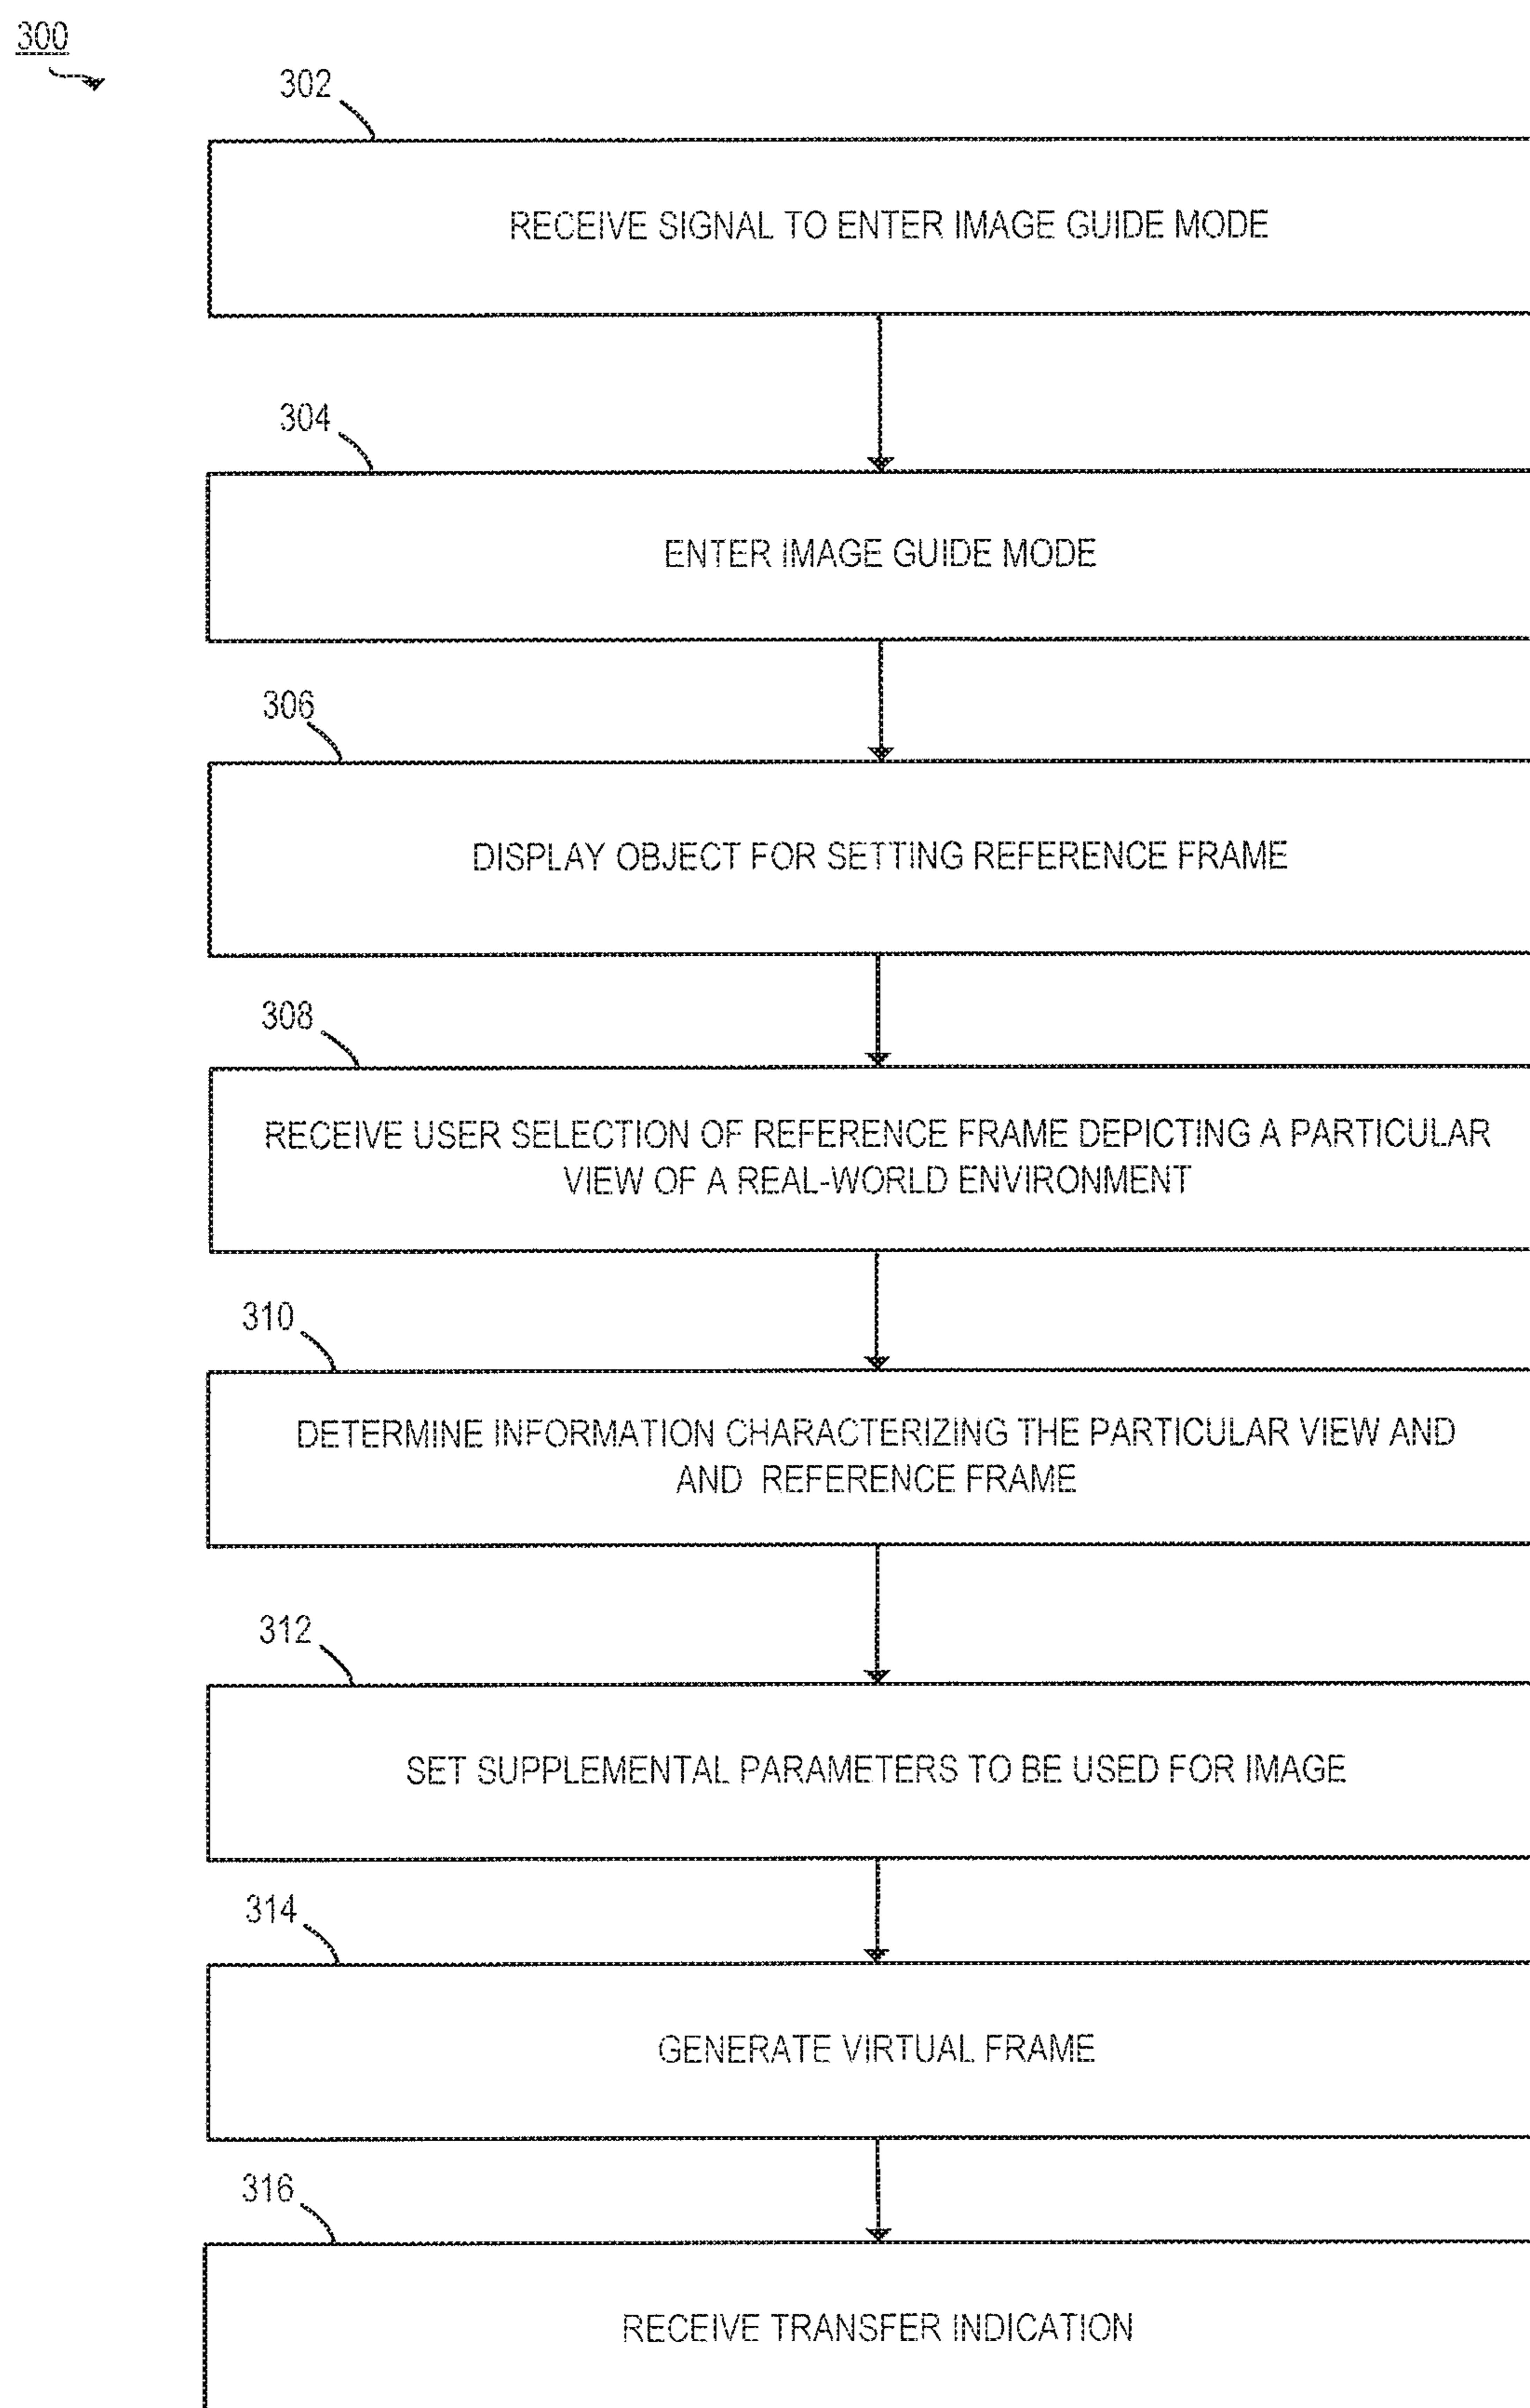 300
302
RECEIVE SIGNAL TO ENTER IMAGE GUIDE MODE
304
ENTER IMAGE GUIDE MODE
306
DISPLAY OBJECT FOR SETTING REFERENCE FRAME
308
RECEIVE USER SELECTION OF REFERENCE FRAME DEPICTING A PARTICULAR
VIEW OF A REAL-WORLD ENVIRONMENT
310
DETERMINE INFORMATION CHARACTERIZING THE PARTICULAR VIEW AND
AND REFERENCE FRAME
312
SET SUPPLEMENTAL PARAMETERS TO BE USED FOR IMAGE
314
GENERATE VIRTUAL FRAME
316
RECEIVE TRANSFER INDICATION